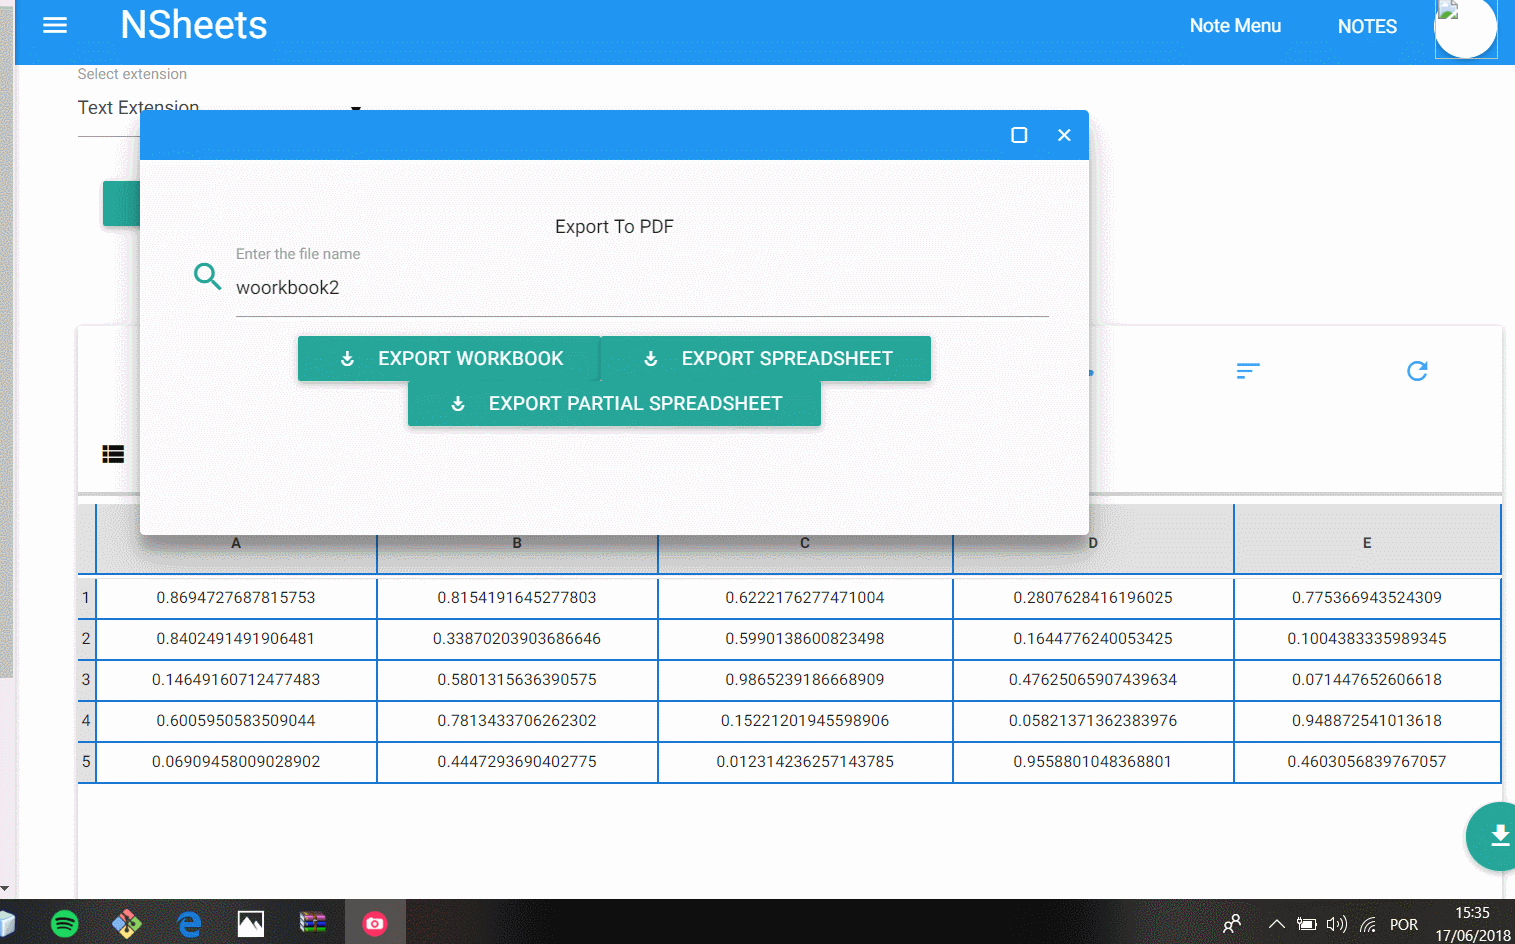 NSheets
Note Menu
NOTES
Select extension
Text Extension
Export To PDF
Enter the file name
woorkbook2
EXPORT WORKBOOK
EXPORT SPREADSHEET
EXPORT PARTIAL SPREADSHEET
A B C D E
1 0.8694727687815753 0.8154191645277803 0.6222176277471004 0.2807628416196025 0.775366943524309
2 0.8402491491906481 0.33870203903686646 0.5990138600823498 0.1644776240053425 0.1004383335989345
3 0.14649160712477483 0.5801315636390575 0.9865239186668909 0.47625065907439634 0.071447652606618
4 0.6005950583509044 0.7813433706262302 0.15221201945598906 0.05821371362383976 0.948872541013618
5 0.06909458009028902 0.4447293690402775 0.012314236257143785 0.9558801048368801 0.4603056839767057
POR
15:35
17/06/2018